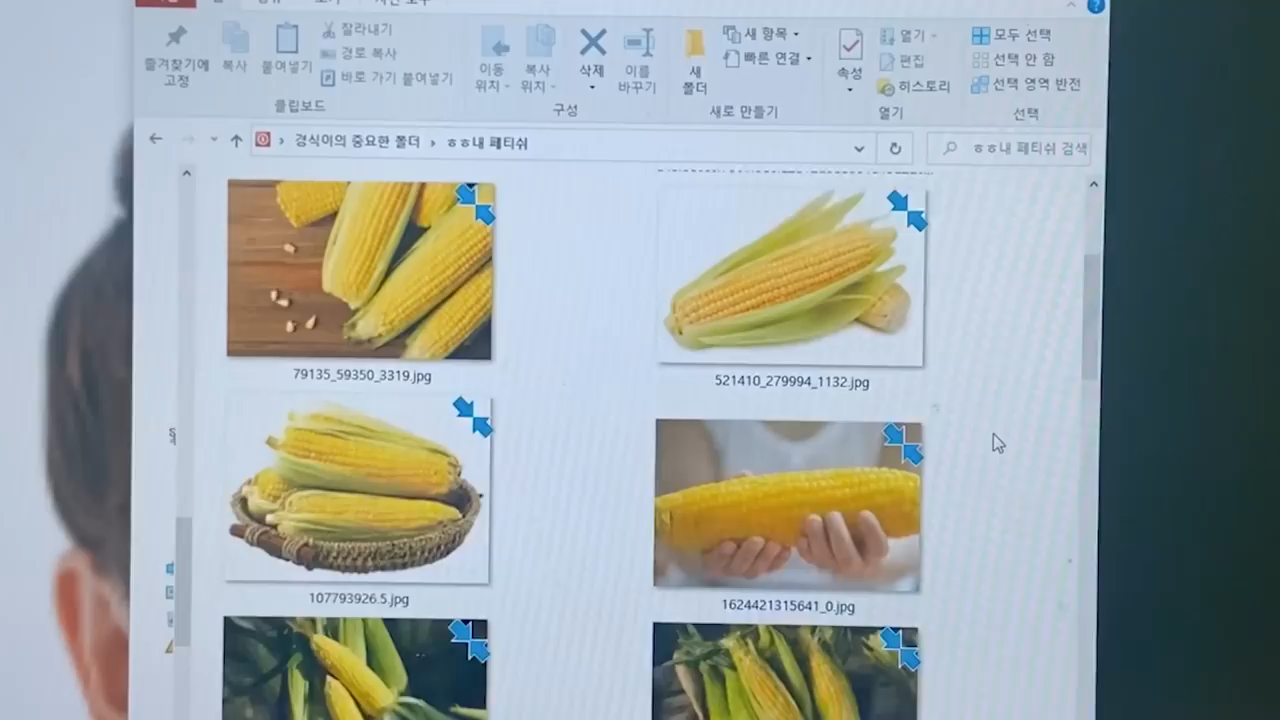 잘라내기
경로 복사
바로 가기 붙여넣기
즐겨찾기에 고정
복사
붙여넣기
클립보드
이동 위치
복사 위치
삭제
이름 바꾸기
구성
새 폴더
새 항목
빠른 연결
새로 만들기
속성
열기
편집
히스토리
열기
모두 선택
선택 안 함
선택 영역 반전
선택
경식이의 중요한 폴더 › ㅎㅎ내 페티쉬
ㅎㅎ내 페티쉬 검색
79135_59350_3319.jpg
521410_279994_1132.jpg
107793926.5.jpg
1624421315641_0.jpg